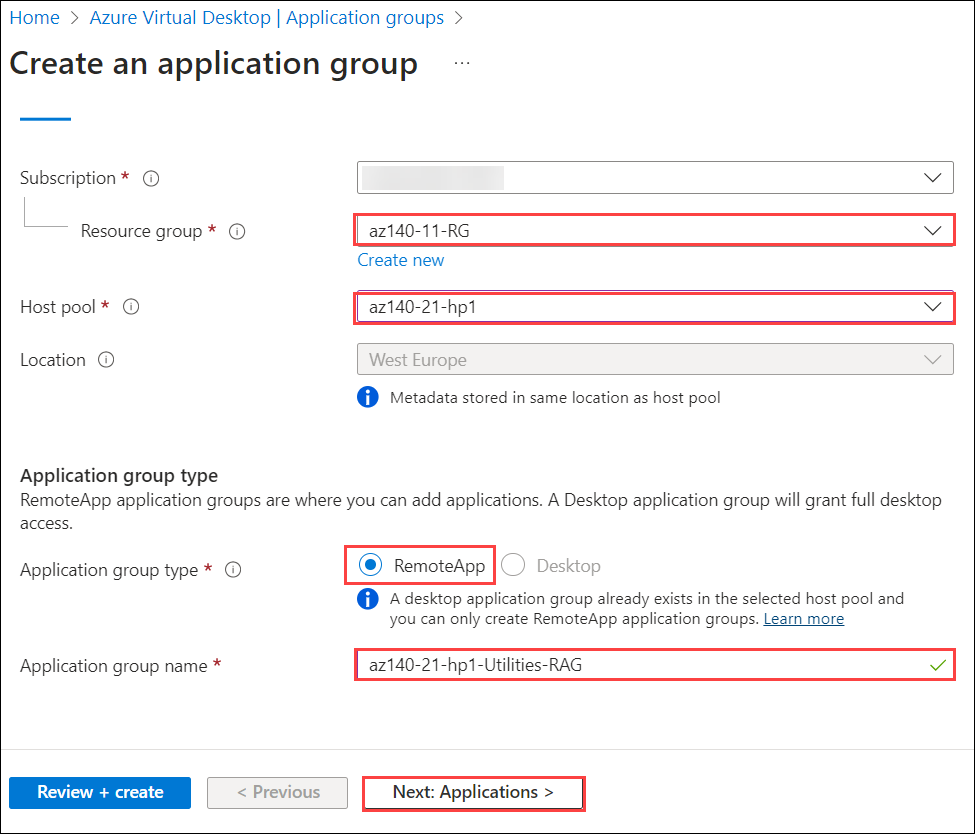 Home > Azure Virtual Desktop | Application groups >
Create an application group ...
Subscription *
Resource group * az140-11-RG
Create new
Host pool * az140-21-hp1
Location West Europe
Metadata stored in same location as host pool
Application group type
RemoteApp application groups are where you can add applications. A Desktop application group will grant full desktop
access.
Application group type * RemoteApp Desktop
A desktop application group already exists in the selected host pool and
you can only create RemoteApp application groups. Learn more
Application group name * az140-21-hp1-Utilities-RAG
Review + create < Previous Next: Applications >